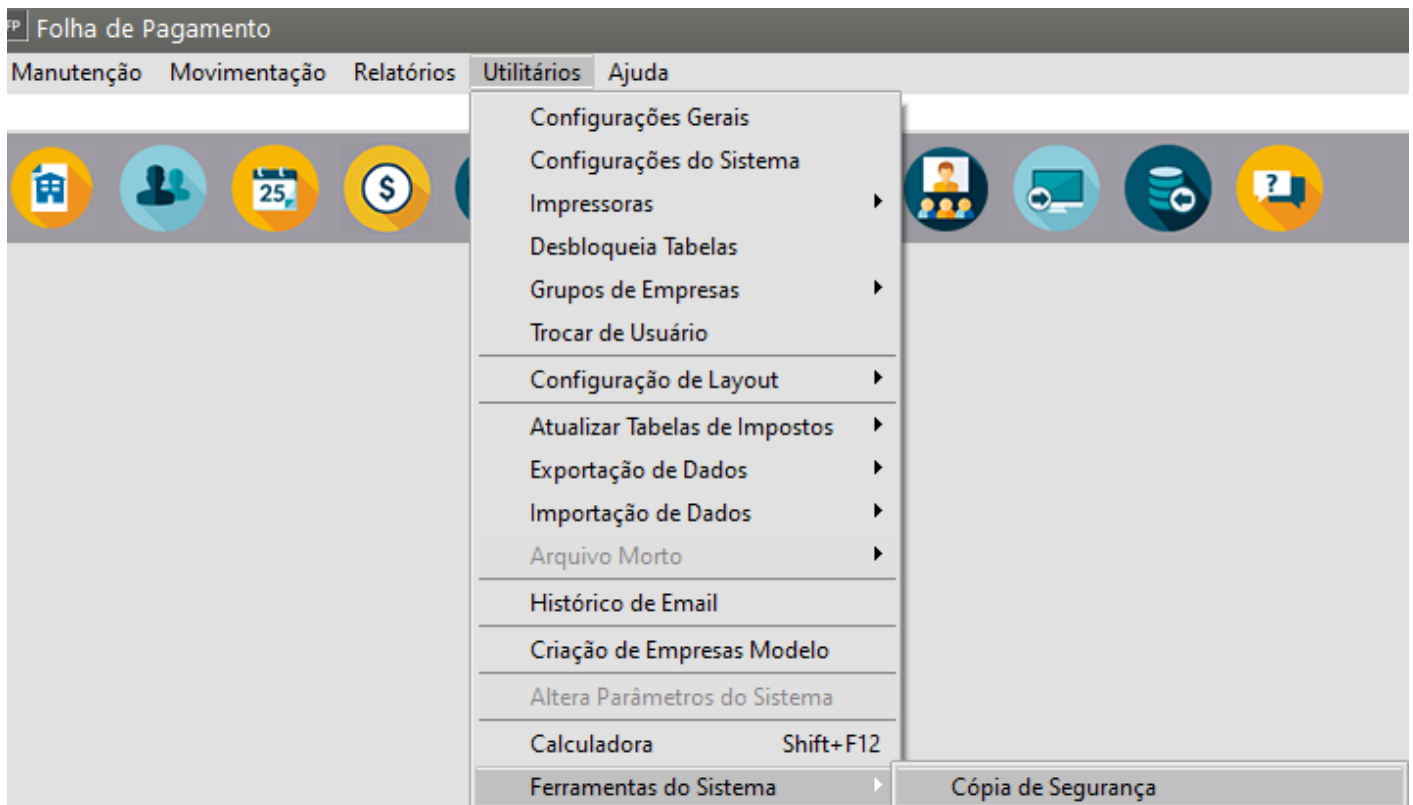 FP Folha de Pagamento
Manutenção Movimentação Relatórios Utilitários Ajuda
Configurações Gerais
Configurações do Sistema
Impressoras
Desbloqueia Tabelas
Grupos de Empresas
Trocar de Usuário
Configuração de Layout
Atualizar Tabelas de Impostos
Exportação de Dados
Importação de Dados
Arquivo Morto
Histórico de Email
Criação de Empresas Modelo
Altera Parâmetros do Sistema
Calculadora Shift+F12
Ferramentas do Sistema Cópia de Segurança
25
$
?